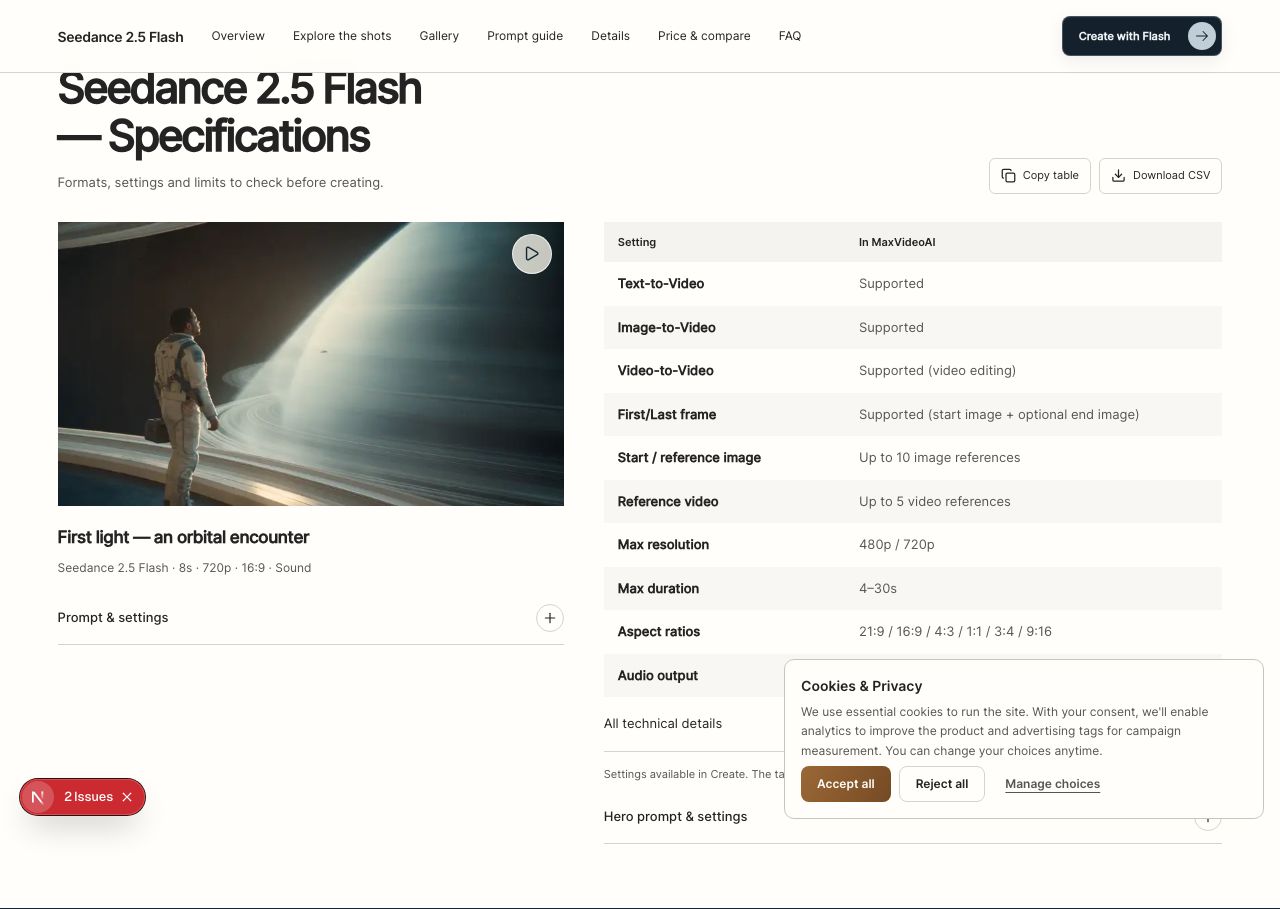 Seedance 2.5 Flash
Overview
Explore the shots
Gallery
Prompt guide
Details
Price & compare
FAQ
Create with Flash
Seedance 2.5 Flash
— Specifications
Formats, settings and limits to check before creating.
Copy table
Download CSV
First light — an orbital encounter
Seedance 2.5 Flash · 8s · 720p · 16:9 · Sound
Prompt & settings
Setting In MaxVideoAI
Text-to-Video Supported
Image-to-Video Supported
Video-to-Video Supported (video editing)
First/Last frame Supported (start image + optional end image)
Start / reference image Up to 10 image references
Reference video Up to 5 video references
Max resolution 480p / 720p
Max duration 4–30s
Aspect ratios 21:9 / 16:9 / 4:3 / 1:1 / 3:4 / 9:16
Audio output
All technical details
Settings available in Create. The ta
Hero prompt & settings
Cookies & Privacy
We use essential cookies to run the site. With your consent, we'll enable
analytics to improve the product and advertising tags for campaign
measurement. You can change your choices anytime.
Accept all
Reject all
Manage choices
N
2 Issues